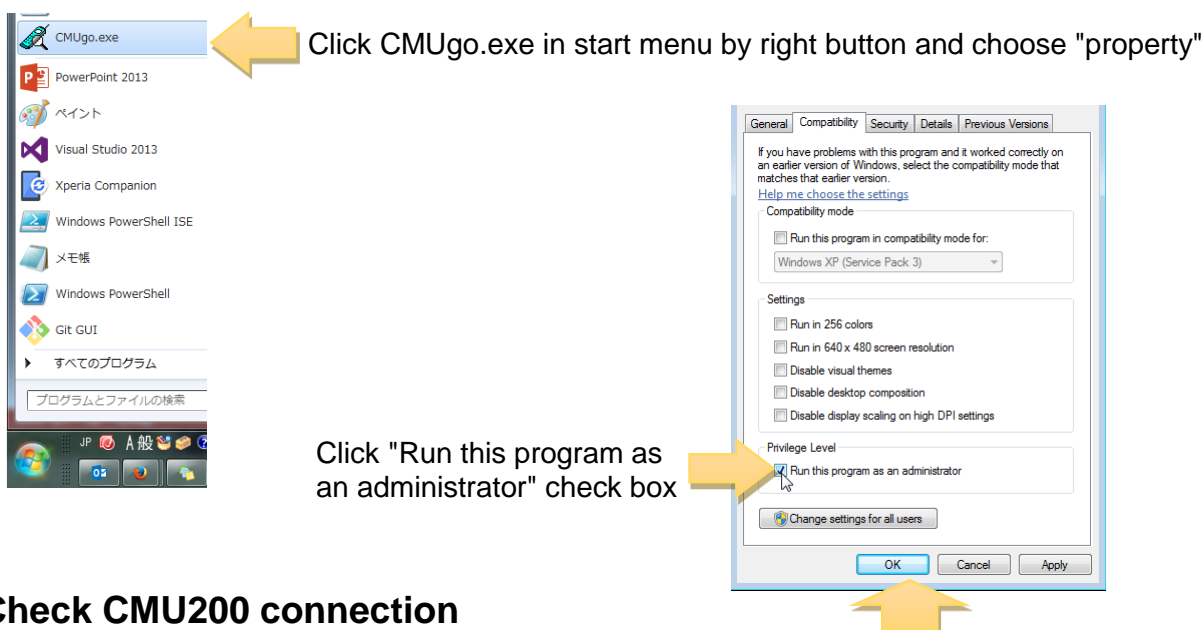 CMUgo.exe
Click CMUgo.exe in start menu by right button and choose "property"
PowerPoint 2013
ペイント
Visual Studio 2013
Xperia Companion
Windows PowerShell ISE
メモ帳
Windows PowerShell
Git GUI
すべてのプログラム
プログラムとファイルの検索
JP A 般
General Compatibility Security Details Previous Versions
If you have problems with this program and it worked correctly on
an earlier version of Windows, select the compatibility mode that
matches that earlier version.
Help me choose the settings
Compatibility mode
Run this program in compatibility mode for:
Windows XP (Service Pack 3)
Settings
Run in 256 colors
Run in 640 x 480 screen resolution
Disable visual themes
Disable desktop composition
Disable display scaling on high DPI settings
Privilege Level
Run this program as an administrator
Change settings for all users
OK Cancel Apply
Click "Run this program as
an administrator" check box
Check CMU200 connection